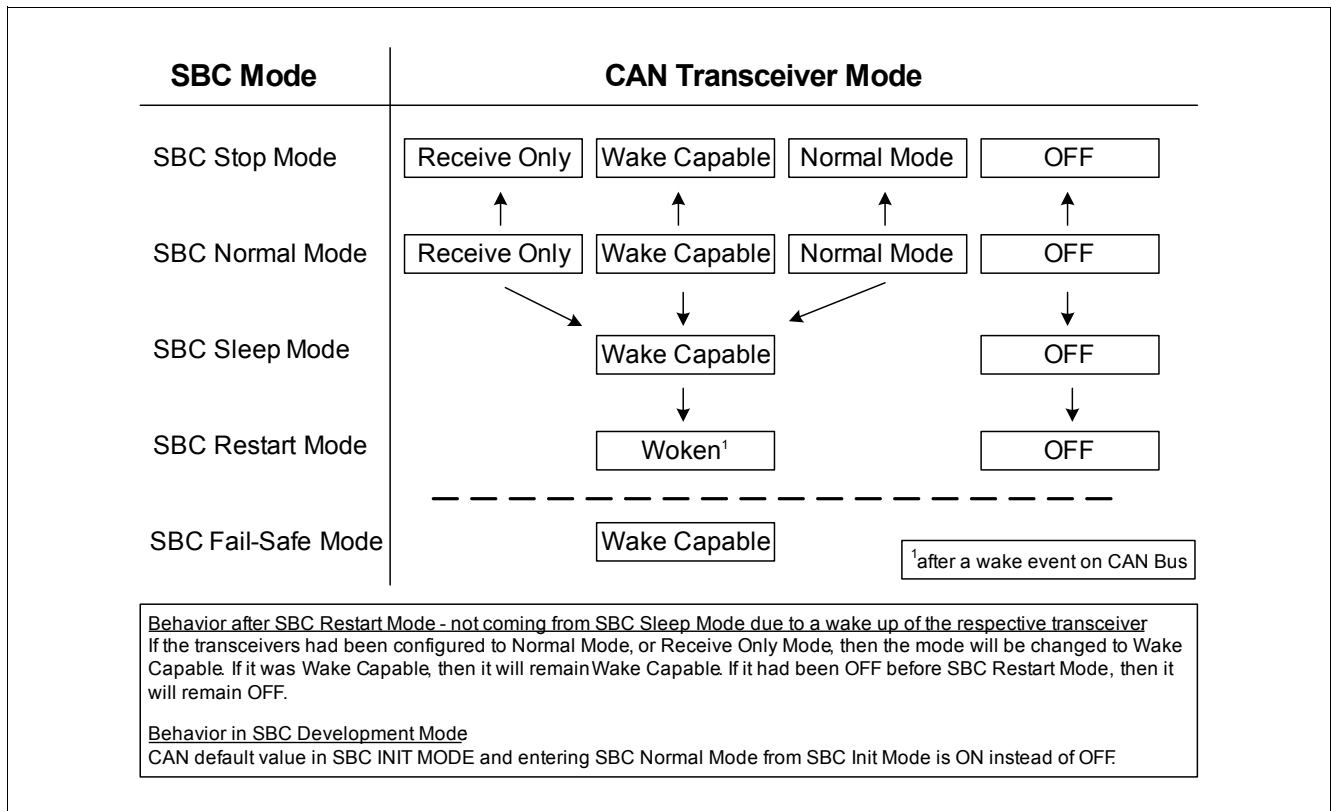 SBC Mode CAN Transceiver Mode
SBC Stop Mode Receive Only Wake Capable Normal Mode OFF
SBC Normal Mode Receive Only Wake Capable Normal Mode OFF
SBC Sleep Mode Wake Capable OFF
SBC Restart Mode Woken¹ OFF
SBC Fail-Safe Mode Wake Capable
¹after a wake event on CAN Bus
Behavior after SBC Restart Mode - not coming from SBC Sleep Mode due to a wake up of the respective transceiver
If the transceivers had been configured to Normal Mode, or Receive Only Mode, then the mode will be changed to Wake
Capable. If it was Wake Capable, then it will remain Wake Capable. If it had been OFF before SBC Restart Mode, then it
will remain OFF.
Behavior in SBC Development Mode
CAN default value in SBC INIT MODE and entering SBC Normal Mode from SBC Init Mode is ON instead of OFF.